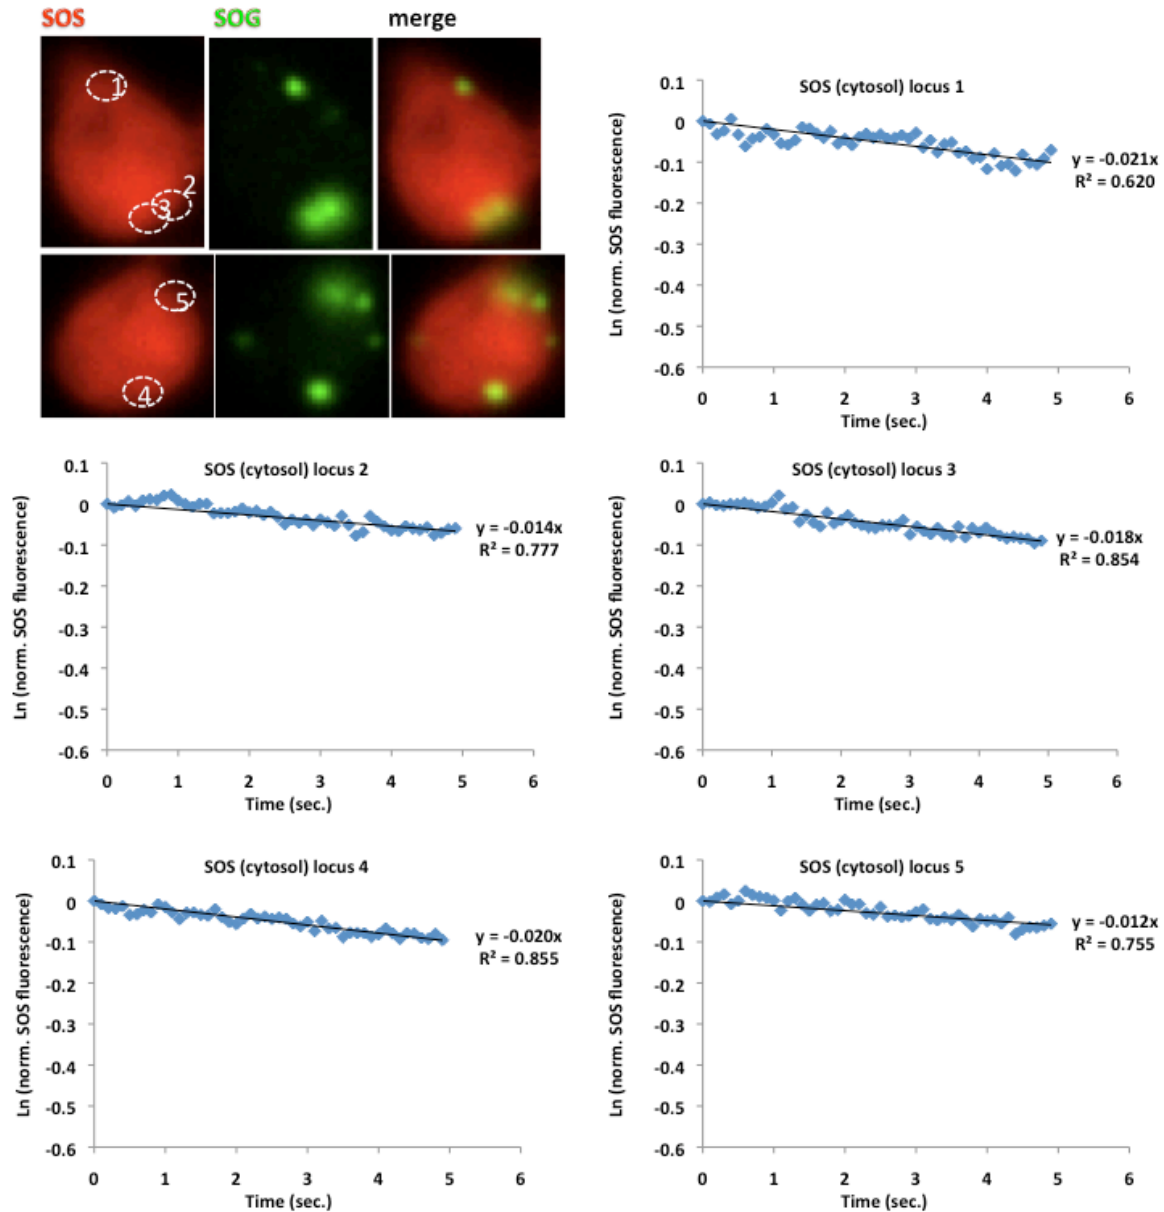 SOS SOG merge
1
2
3
5
4
SOS (cytosol) locus 1
Ln (norm. SOS fluorescence)
0.1
0
-0.1
-0.2
-0.3
-0.4
-0.5
-0.6
y = -0.021x
R² = 0.620
0 1 2 3 4 5 6
Time (sec.)
SOS (cytosol) locus 2
Ln (norm. SOS fluorescence)
0.1
0
-0.1
-0.2
-0.3
-0.4
-0.5
-0.6
y = -0.014x
R² = 0.777
0 1 2 3 4 5 6
Time (sec.)
SOS (cytosol) locus 3
Ln (norm. SOS fluorescence)
0.1
0
-0.1
-0.2
-0.3
-0.4
-0.5
-0.6
y = -0.018x
R² = 0.854
0 1 2 3 4 5 6
Time (sec.)
SOS (cytosol) locus 4
Ln (norm. SOS fluorescence)
0.1
0
-0.1
-0.2
-0.3
-0.4
-0.5
-0.6
y = -0.020x
R² = 0.855
0 1 2 3 4 5 6
Time (sec.)
SOS (cytosol) locus 5
Ln (norm. SOS fluorescence)
0.1
0
-0.1
-0.2
-0.3
-0.4
-0.5
-0.6
y = -0.012x
R² = 0.755
0 1 2 3 4 5 6
Time (sec.)